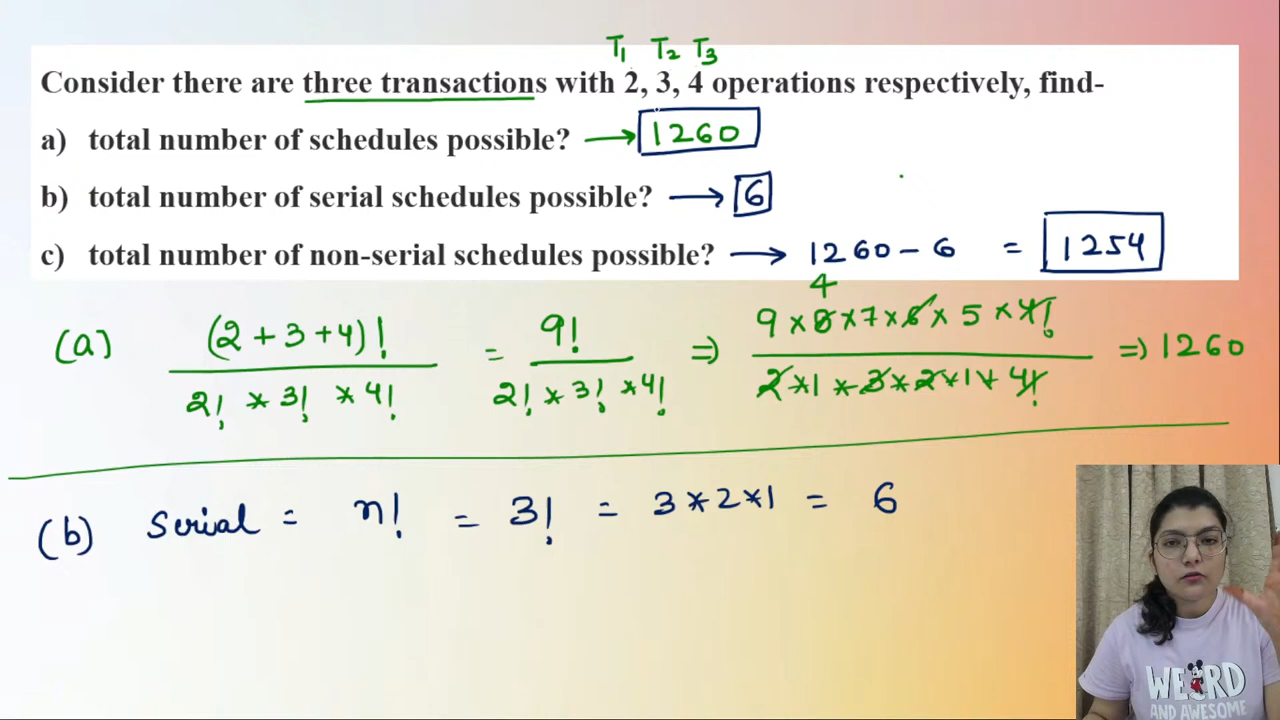 T1 T2 T3
Consider there are three transactions with 2, 3, 4 operations respectively, find-
a) total number of schedules possible? → 1260
b) total number of serial schedules possible? → 6
c) total number of non-serial schedules possible? → 1260 - 6 = 1254
4
(a) (2 + 3 + 4)! / 2! * 3! * 4! = 9! / 2! * 3! * 4! ⇒ 9 * 8 * 7 * 6 * 5 * 4! / 2 * 1 * 3 * 2 * 1 * 4! ⇒ 1260
(b) Serial = n! = 3! = 3 * 2 * 1 = 6
WEIRD
AND AWESOME